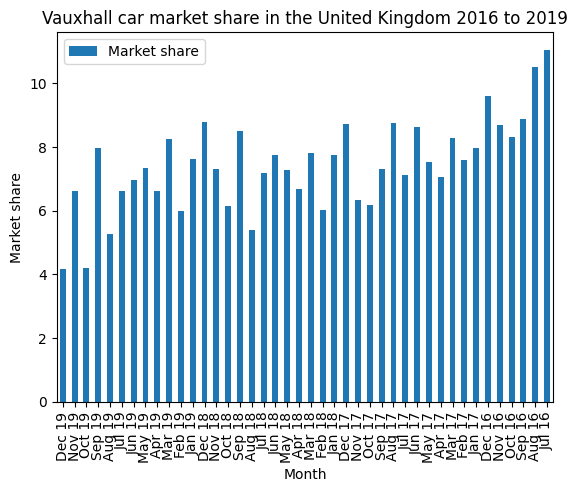 Vauxhall car market share in the United Kingdom 2016 to 2019
Market share
Market share
10
8
6
4
2
0
Dec 19
Nov 19
Oct 19
Sep 19
Aug 19
Jul 19
Jun 19
May 19
Apr 19
Mar 19
Feb 19
Jan 19
Dec 18
Nov 18
Oct 18
Sep 18
Aug 18
Jul 18
Jun 18
May 18
Apr 18
Mar 18
Feb 18
Jan 18
Dec 17
Nov 17
Oct 17
Sep 17
Aug 17
Jul 17
Jun 17
May 17
Apr 17
Mar 17
Feb 17
Jan 17
Dec 16
Nov 16
Oct 16
Sep 16
Aug 16
Jul 16
Month